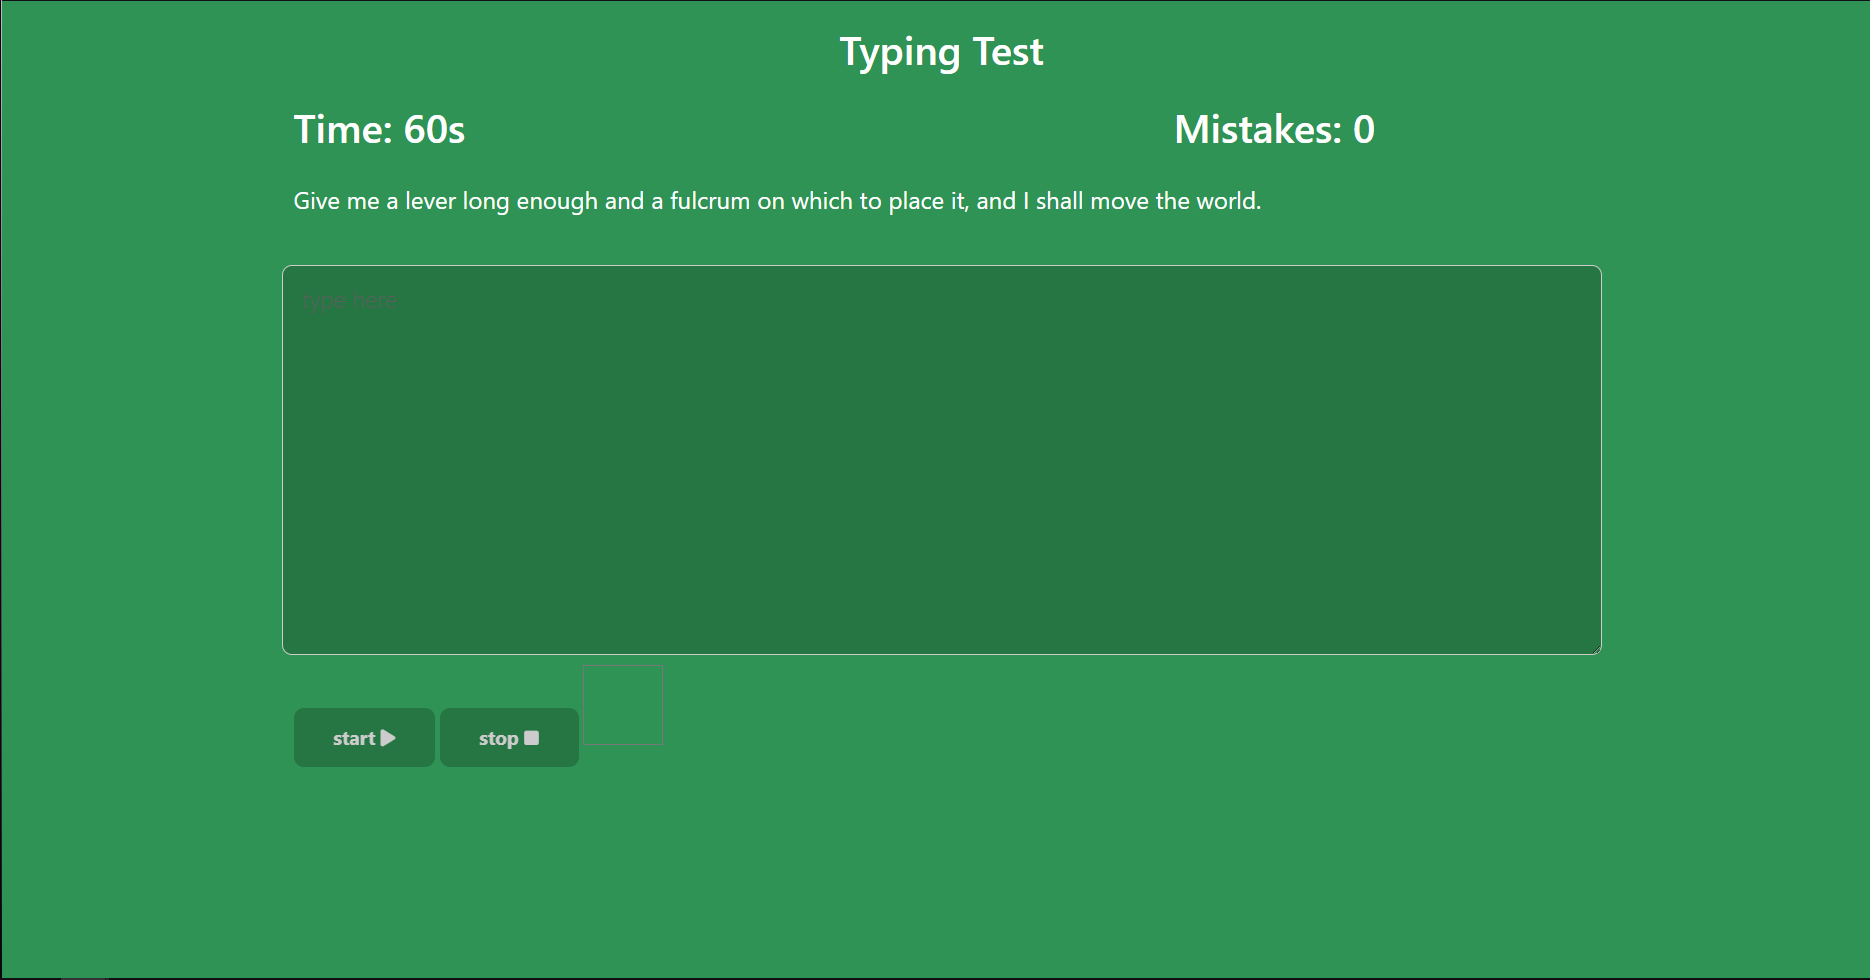 Typing Test
Time: 60s
Mistakes: 0
Give me a lever long enough and a fulcrum on which to place it, and I shall move the world.
type here
start
stop